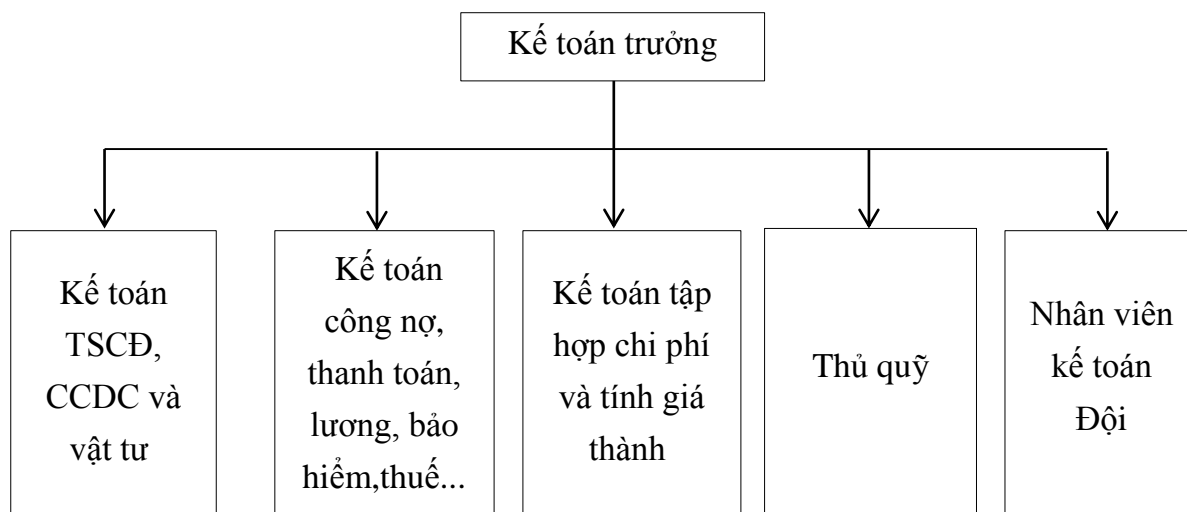 Kế toán trưởng
Kế toán
TSCĐ,
CCDC và
vật tư
Kế toán
công nợ,
thanh toán,
lương, bảo
hiểm,thuế...
Kế toán tập
hợp chi phí
và tính giá
thành
Thủ quỹ
Nhân viên
kế toán
Đội